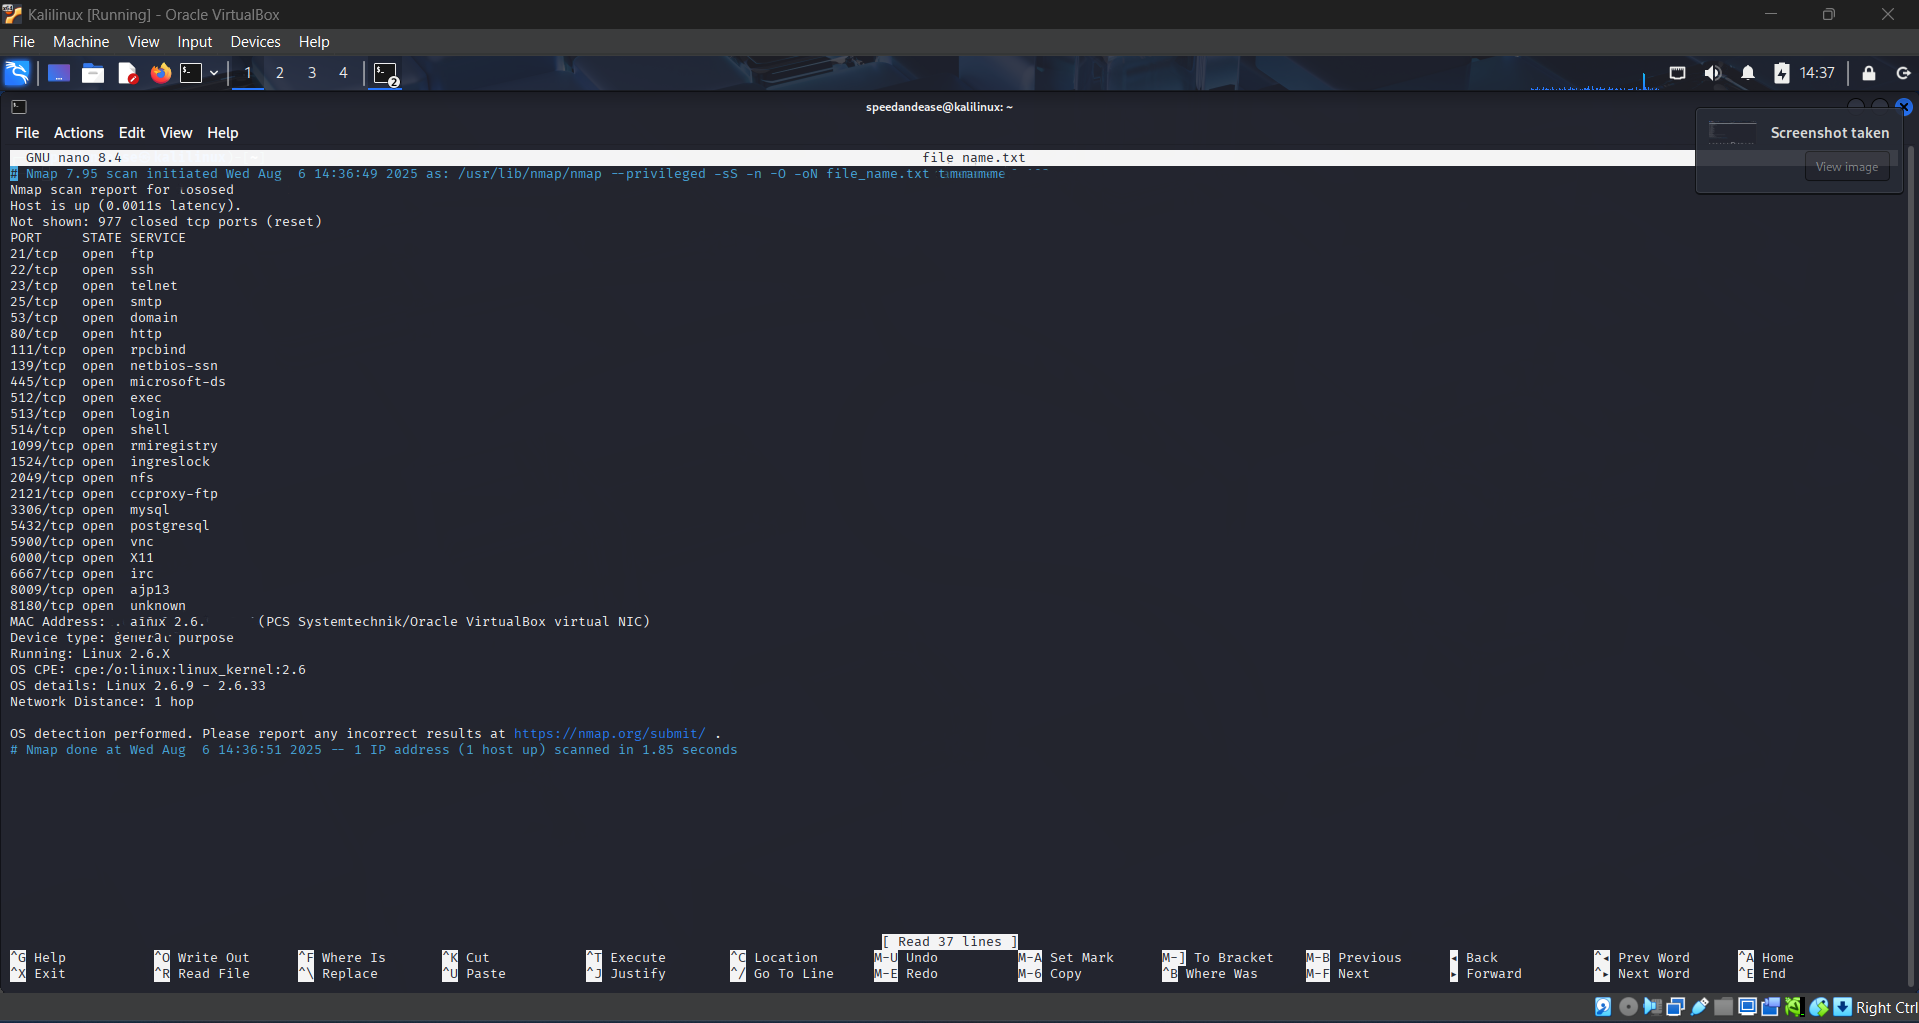 Kalilinux [Running] - Oracle VirtualBox
File Machine View Input Devices Help
1 2 3 4 2 14:37
speedandease@kalilinux: ~
File Actions Edit View Help
Screenshot taken
View image
GNU nano 8.4 file name.txt
# Nmap 7.95 scan initiated Wed Aug  6 14:36:49 2025 as: /usr/lib/nmap/nmap --privileged -sS -n -O -oN file_name.txt
Nmap scan report for
Host is up (0.0011s latency).
Not shown: 977 closed tcp ports (reset)
PORT     STATE SERVICE
21/tcp   open  ftp
22/tcp   open  ssh
23/tcp   open  telnet
25/tcp   open  smtp
53/tcp   open  domain
80/tcp   open  http
111/tcp  open  rpcbind
139/tcp  open  netbios-ssn
445/tcp  open  microsoft-ds
512/tcp  open  exec
513/tcp  open  login
514/tcp  open  shell
1099/tcp open  rmiregistry
1524/tcp open  ingreslock
2049/tcp open  nfs
2121/tcp open  ccproxy-ftp
3306/tcp open  mysql
5432/tcp open  postgresql
5900/tcp open  vnc
6000/tcp open  X11
6667/tcp open  irc
8009/tcp open  ajp13
8180/tcp open  unknown
MAC Address: (PCS Systemtechnik/Oracle VirtualBox virtual NIC)
Device type: general purpose
Running: Linux 2.6.X
OS CPE: cpe:/o:linux:linux_kernel:2.6
OS details: Linux 2.6.9 - 2.6.33
Network Distance: 1 hop
OS detection performed. Please report any incorrect results at https://nmap.org/submit/ .
# Nmap done at Wed Aug  6 14:36:51 2025 -- 1 IP address (1 host up) scanned in 1.85 seconds
[ Read 37 lines ]
^G Help ^O Write Out ^F Where Is ^K Cut ^T Execute ^C Location M-U Undo M-A Set Mark M-] To Bracket M-B Previous ◂ Back ^◂ Prev Word ^A Home
^X Exit ^R Read File ^\ Replace ^U Paste ^J Justify ^/ Go To Line M-E Redo M-6 Copy ^B Where Was M-F Next ▸ Forward ^▸ Next Word ^E End
Right Ctrl